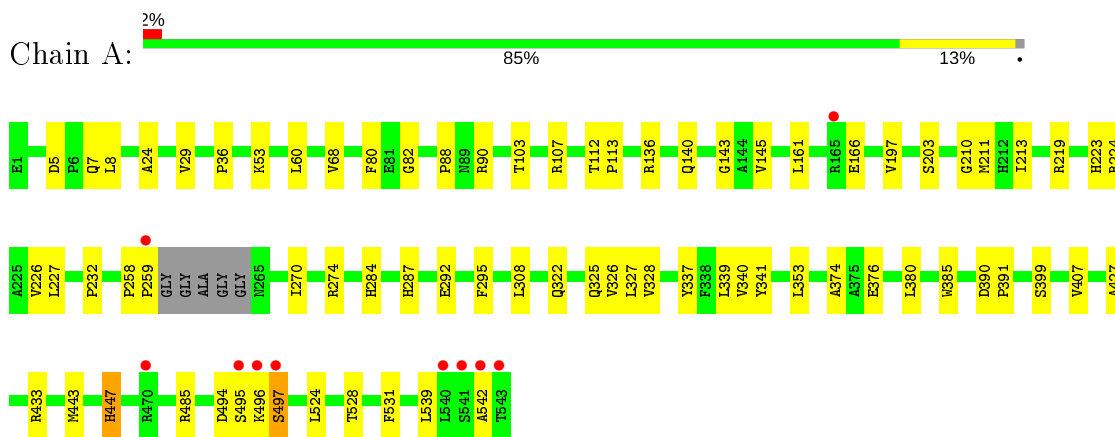 2%
Chain A:
85% 13% •
E1 D5 P6 Q7 L8 A24 V29 P36 K53 L60 V68 F80 E81 G82 P88 N89 R90 T103 R107 T112 P113 R136 Q140 G143 A144 V145 L161 R165 E166 V197 S203 G210 M211 H212 I213 R219 H223
A225 V226 L227 P232 P258 P259 GLY GLY ALA GLY GLY N265 I270 R274 H284 H287 E292 F295 L308 Q322 Q325 V326 L327 V328 Y337 F338 L339 V340 Y341 L353 A374 A375 E376 L380 W385 D390 P391 S399 V407
R433 M443 H447 R470 R485 D494 S495 K496 S497 L524 T528 F531 L539 L540 S541 A542 T543